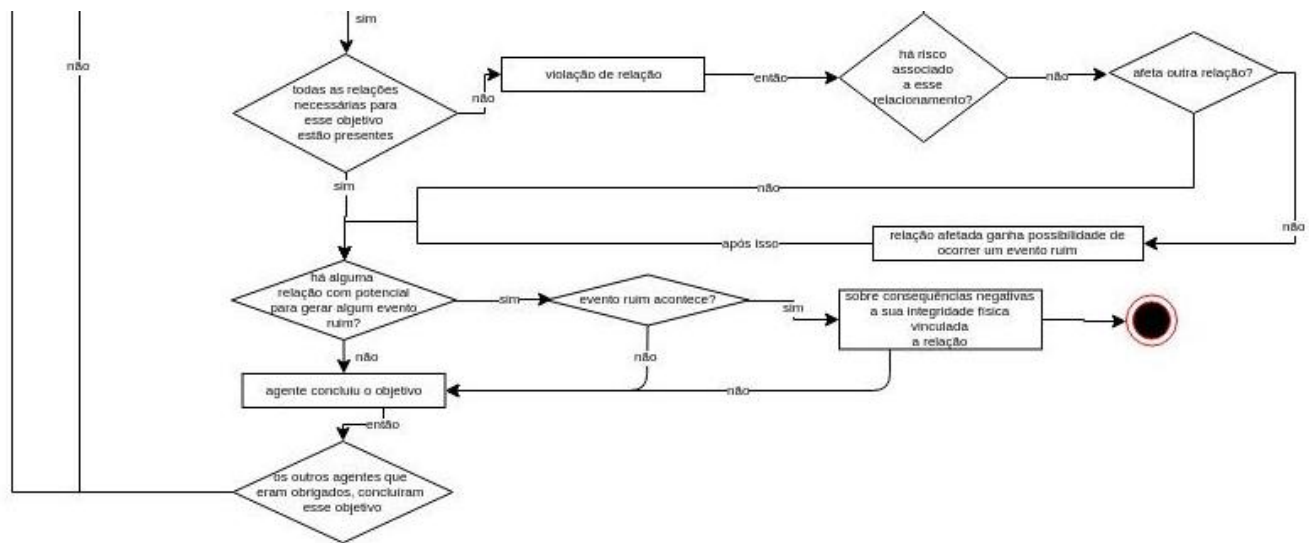 sim
não
todas as relações
necessárias para
esse objetivo
estão presentes
não
violação de relação
então
há risco
associado
a esse
relacionamento?
não
afeta outra relação?
sim
não
não
relação afetada ganha possibilidade de
ocorrer um evento ruim
após isso
há alguma
relação com potencial
para gerar algum evento
ruim?
sim
evento ruim acontece?
sim
sobre consequências negativas
a sua integridade física
vinculada
a relação
não
não
agente concluiu o objetivo
não
então
os outros agentes que
eram obrigados, concluíram
esse objetivo